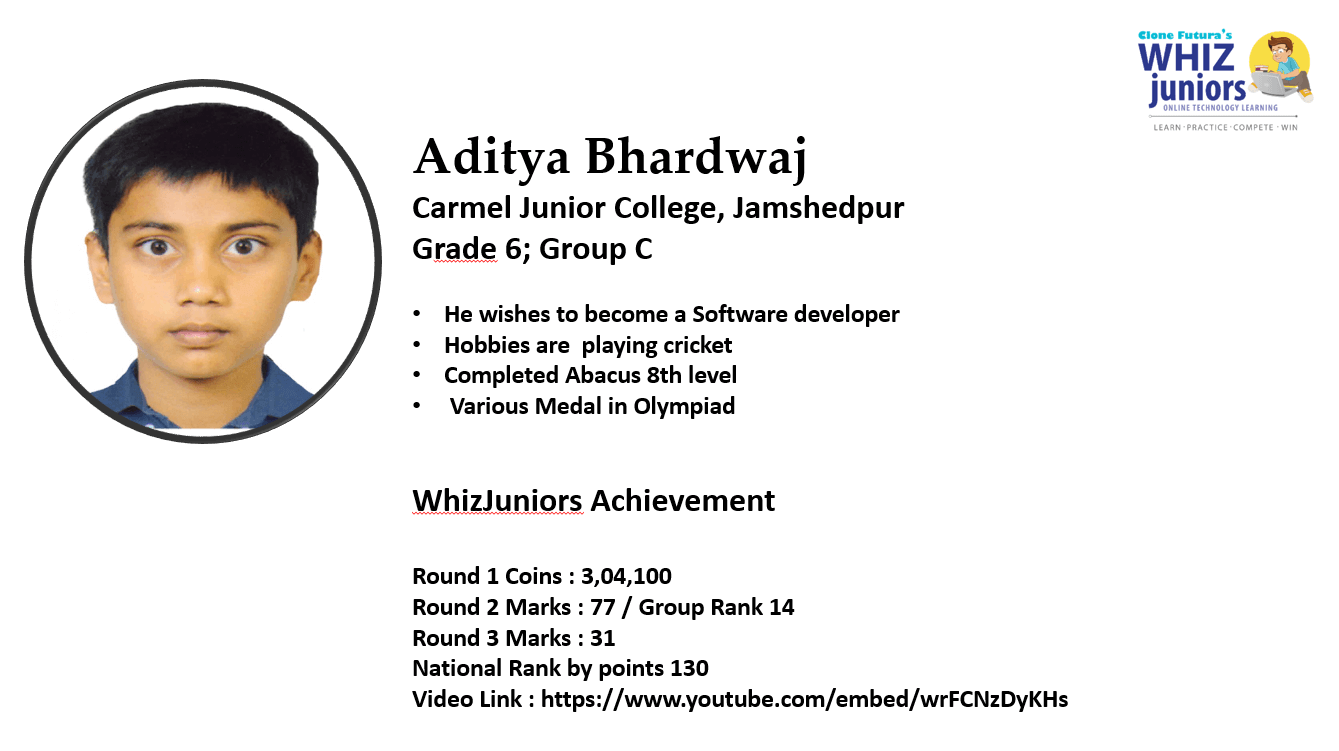 Clone Futura's
WHIZ
juniors
ONLINE TECHNOLOGY LEARNING
LEARN · PRACTICE · COMPETE · WIN
Aditya Bhardwaj
Carmel Junior College, Jamshedpur
Grade 6; Group C
• He wishes to become a Software developer
• Hobbies are  playing cricket
• Completed Abacus 8th level
•  Various Medal in Olympiad
WhizJuniors Achievement
Round 1 Coins : 3,04,100
Round 2 Marks : 77 / Group Rank 14
Round 3 Marks : 31
National Rank by points 130
Video Link : https://www.youtube.com/embed/wrFCNzDyKHs